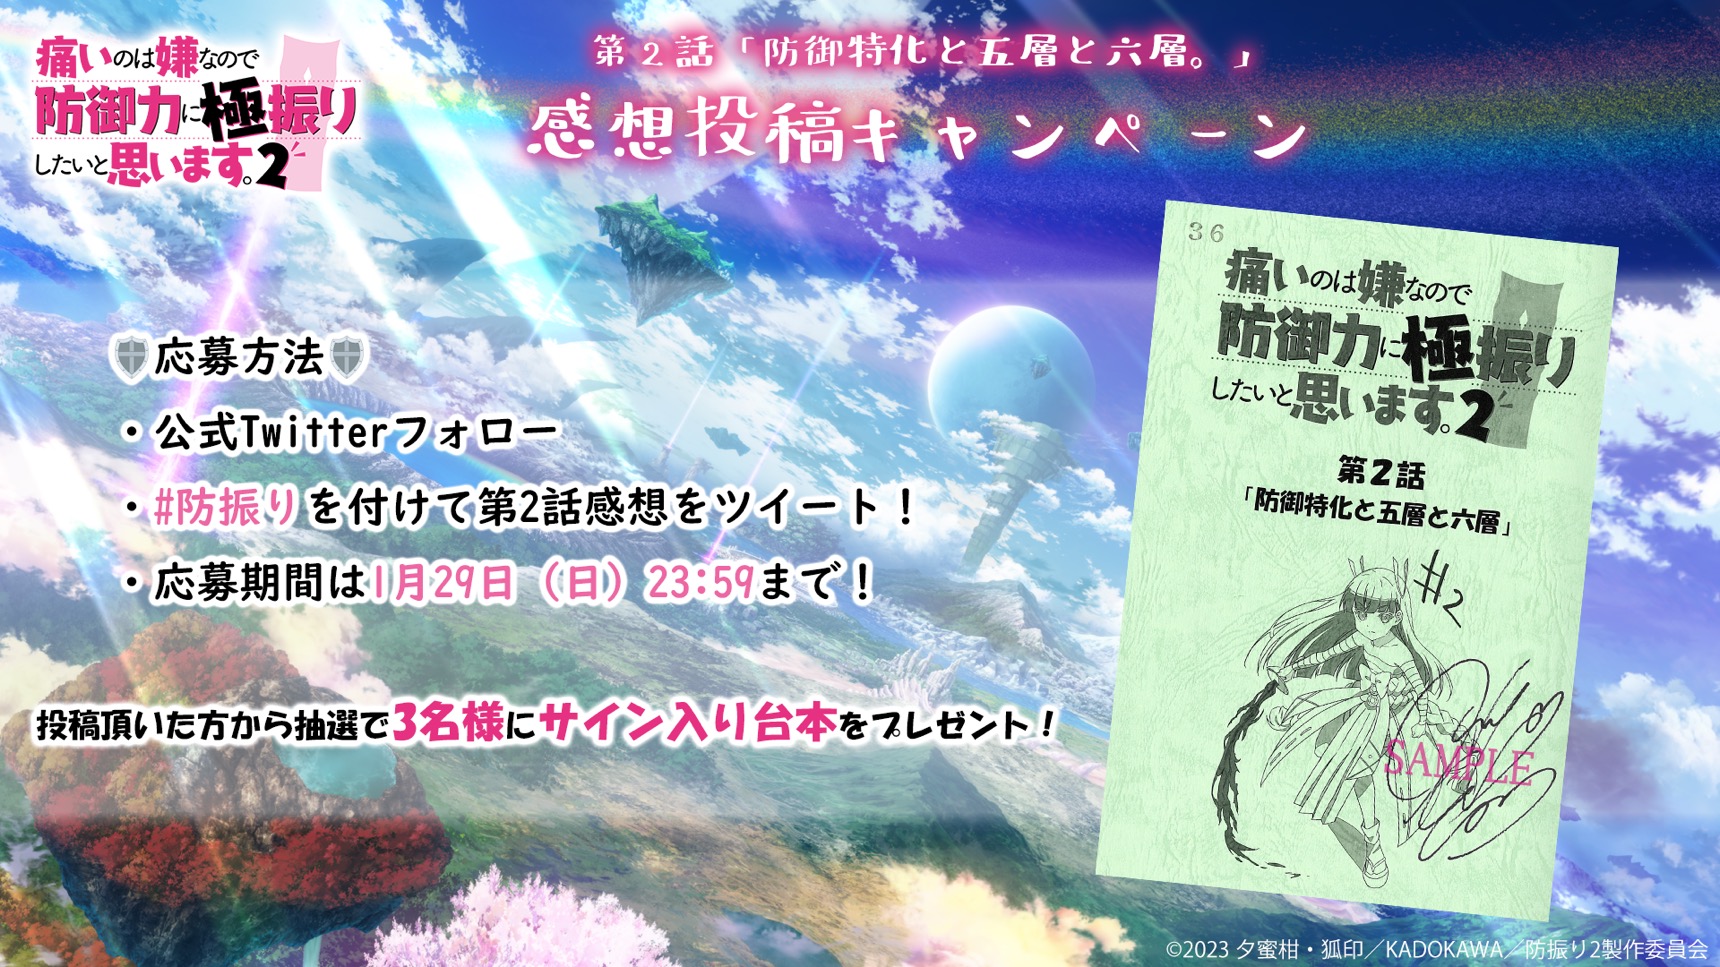 痛いのは嫌なので
防御力に極振り
したいと思います。2
第2話「防御特化と五層と六層。」
感想投稿キャンペーン
応募方法
・公式Twitterフォロー
・#防振りを付けて第2話感想をツイート！
・応募期間は1月29日（日）23:59まで！
投稿頂いた方から抽選で3名様にサイン入り台本をプレゼント！
36
痛いのは嫌なので
防御力に極振り
したいと思います。2
第2話
「防御特化と五層と六層」
#2
SAMPLE
©2023 夕蜜柑・狐印／KADOKAWA／防振り2製作委員会